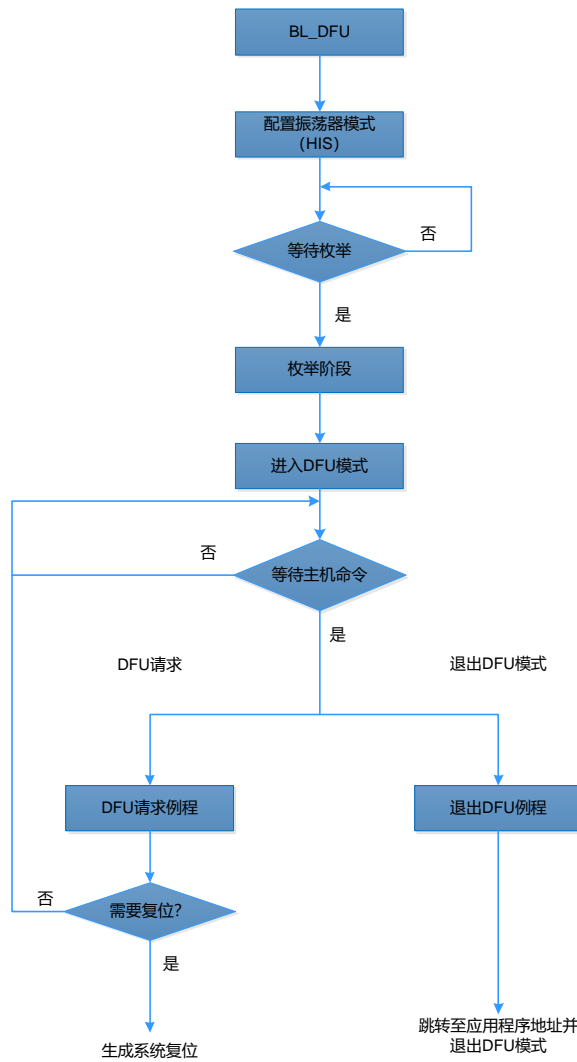 BL_DFU
配置振荡器模式
(HIS)
等待枚举
否
是
枚举阶段
进入DFU模式
否
等待主机命令
是
DFU请求
退出DFU模式
DFU请求例程
退出DFU例程
否
需要复位?
是
生成系统复位
跳转至应用程序地址并
退出DFU模式